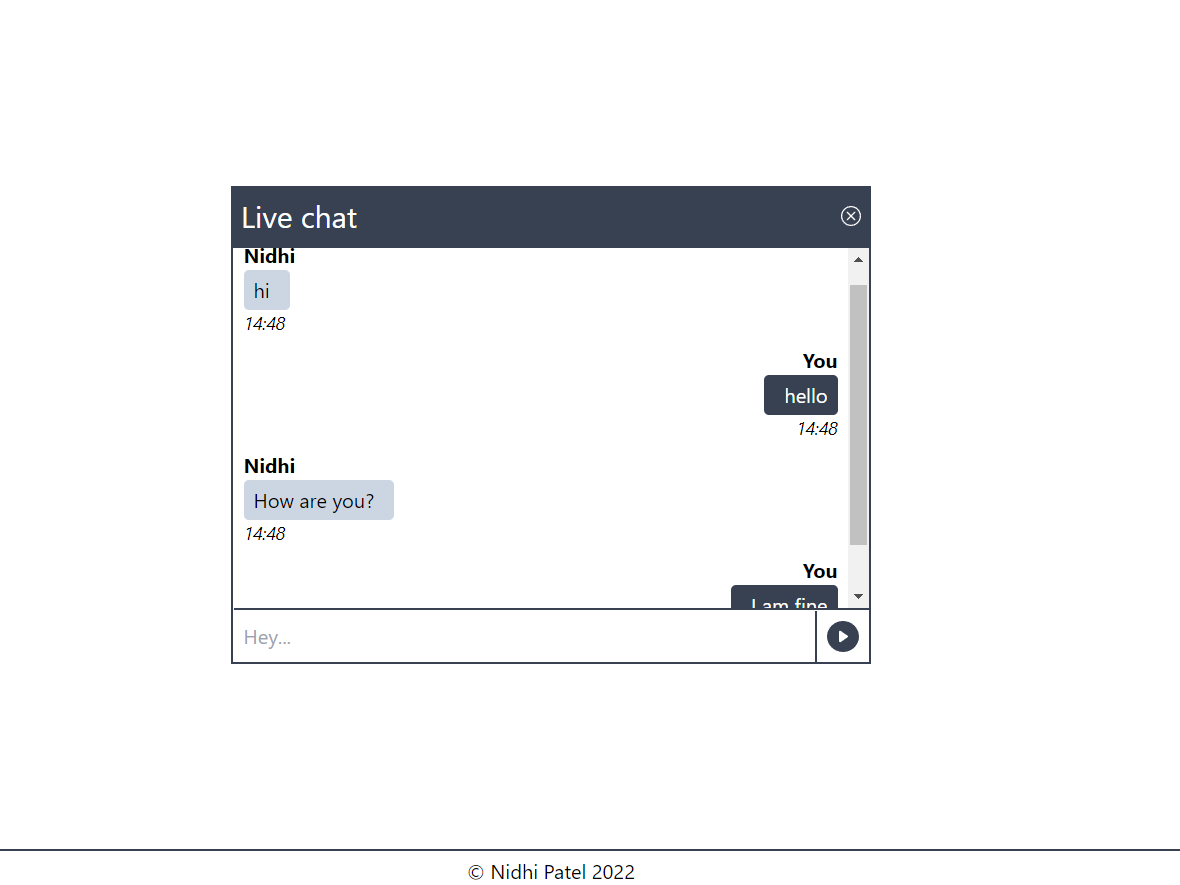 Live chat
Nidhi
hi
14:48
You
hello
14:48
Nidhi
How are you?
14:48
You
I am fine
Hey...
© Nidhi Patel 2022